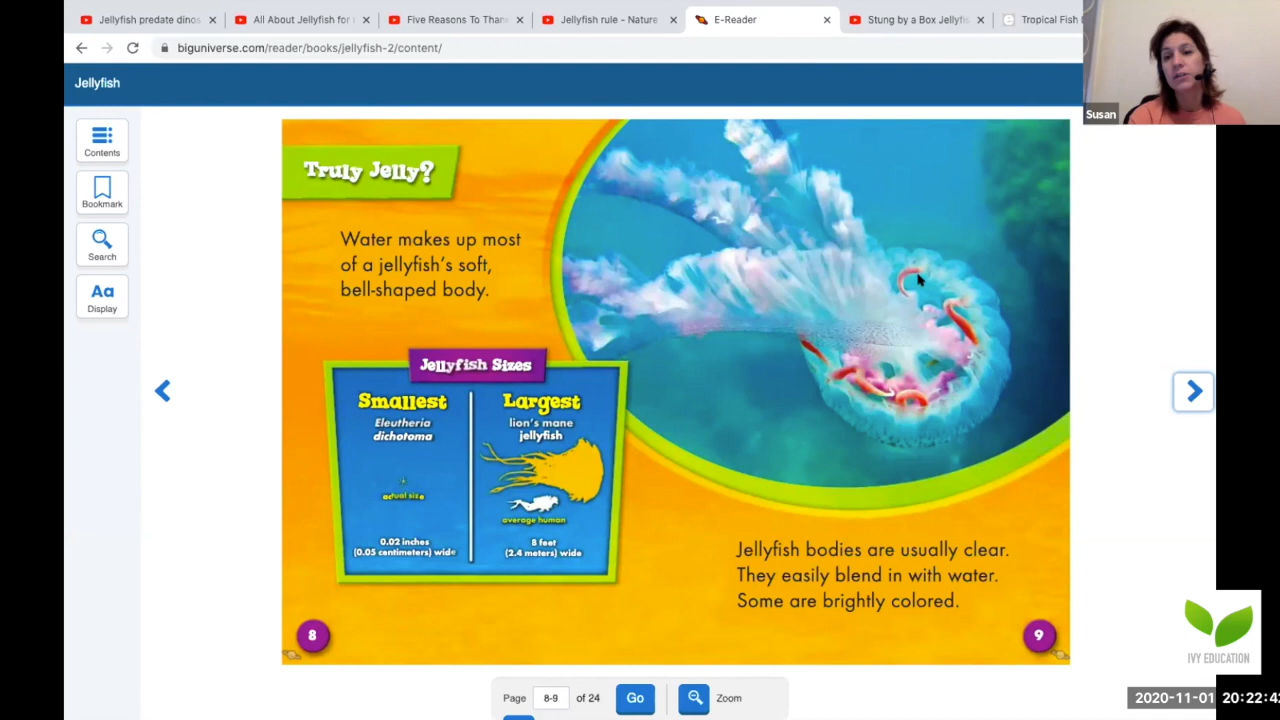 Jellyfish predate dinos
All About Jellyfish for
Five Reasons To Than
Jellyfish rule - Nature
E-Reader
Stung by a Box Jellyfis
Tropical Fish
biguniverse.com/reader/books/jellyfish-2/content/
Jellyfish
Susan
Contents
Bookmark
Search
Aa
Display
Truly Jelly?
Water makes up most
of a jellyfish's soft,
bell-shaped body.
Jellyfish Sizes
Smallest
Eleutheria
dichotoma
actual size
0.02 inches
(0.05 centimeters) wide
Largest
lion's mane
jellyfish
average human
8 feet
(2.4 meters) wide
Jellyfish bodies are usually clear.
They easily blend in with water.
Some are brightly colored.
8
9
IVY EDUCATION
Page 8-9 of 24 Go Zoom
2020-11-01 20:22:4